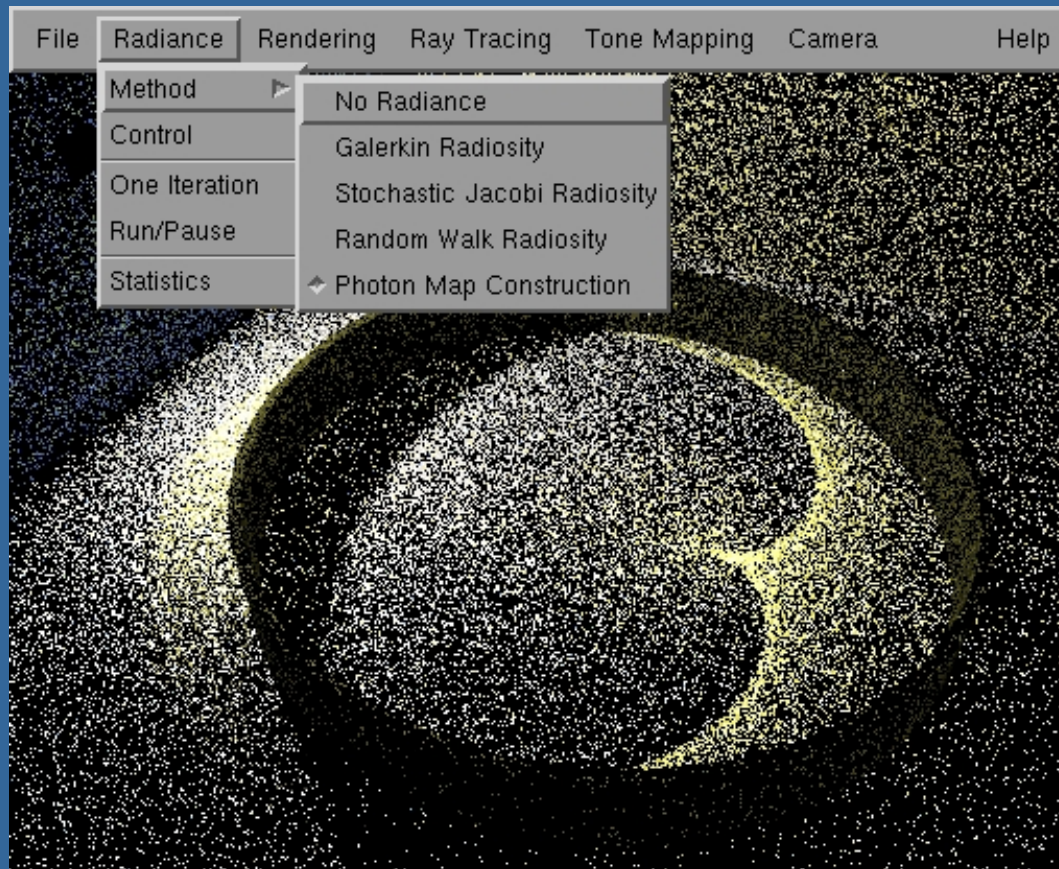 File Radiance Rendering Ray Tracing Tone Mapping Camera Help
Method
Control
One Iteration
Run/Pause
Statistics
No Radiance
Galerkin Radiosity
Stochastic Jacobi Radiosity
Random Walk Radiosity
Photon Map Construction